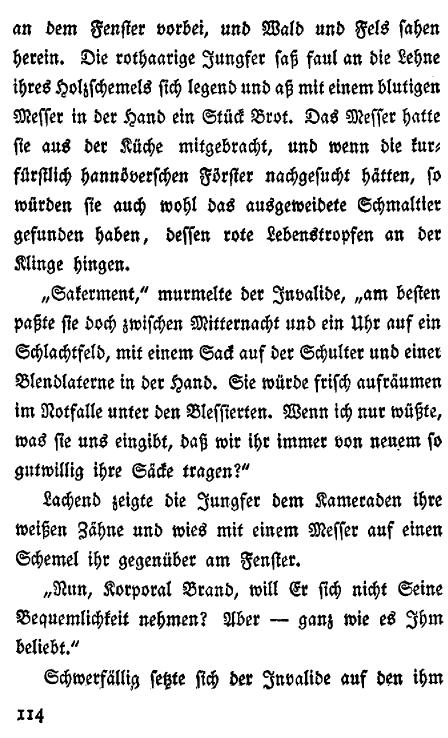 an dem Fenster vorbei, und Wald und Fels sahen
herein. Die rothaarige Jungfer saß faul an die Lehne
ihres Holzschemels sich legend und aß mit einem blutigen
Messer in der Hand ein Stück Brot. Das Messer hatte
sie aus der Küche mitgebracht, und wenn die kur-
fürstlich hannöverschen Förster nachgesucht hätten, so
würden sie auch wohl das ausgeweidete Schmaltier
gefunden haben, dessen rote Lebenstropfen an der
Klinge hingen.
„Sakerment,“ murmelte der Invalide, „am besten
paßte sie doch zwischen Mitternacht und ein Uhr auf ein
Schlachtfeld, mit einem Sack auf der Schulter und einer
Blendlaterne in der Hand. Sie würde frisch aufräumen
im Notfalle unter den Blessierten. Wenn ich nur wüßte,
was sie uns eingibt, daß wir ihr immer von neuem so
gutwillig ihre Säcke tragen?“
Lachend zeigte die Jungfer dem Kameraden ihre
weißen Zähne und wies mit einem Messer auf einen
Schemel ihr gegenüber am Fenster.
„Nun, Korporal Brand, will Er sich nicht Seine
Bequemlichkeit nehmen? Aber — ganz wie es Ihm
beliebt.“
Schwerfällig setzte sich der Invalide auf den ihm
114